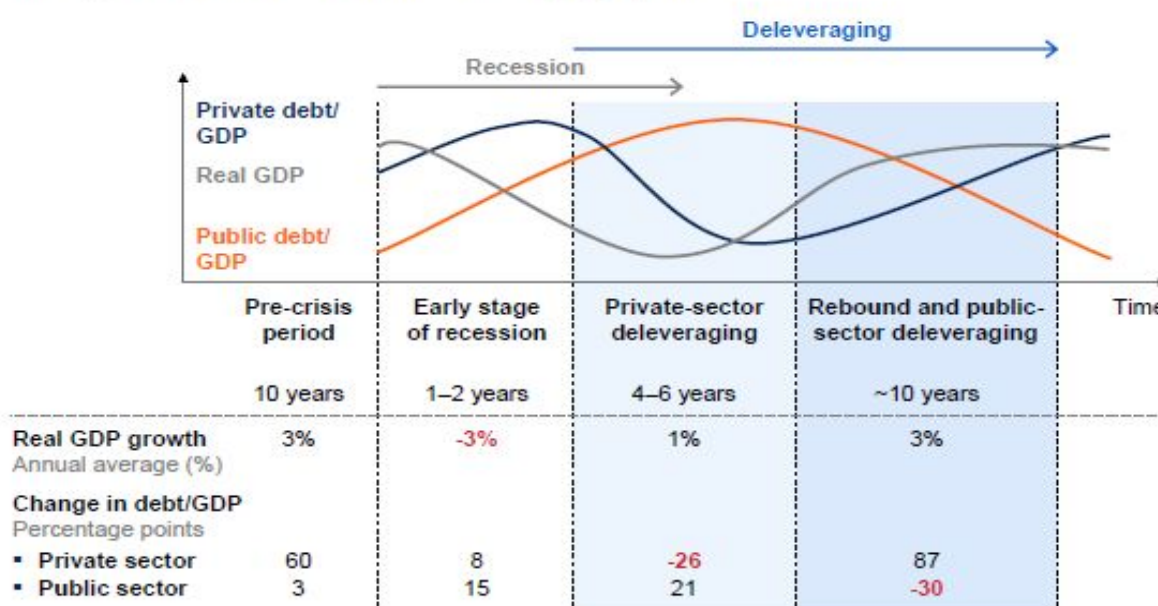 Deleveraging
Recession
Private debt/
GDP
Real GDP
Public debt/
GDP
Pre-crisis period
Early stage of recession
Private-sector deleveraging
Rebound and public-sector deleveraging
Time
10 years 1–2 years 4–6 years ~10 years
Real GDP growth 3% -3% 1% 3%
Annual average (%)
Change in debt/GDP
Percentage points
▪ Private sector 60 8 -26 87
▪ Public sector 3 15 21 -30